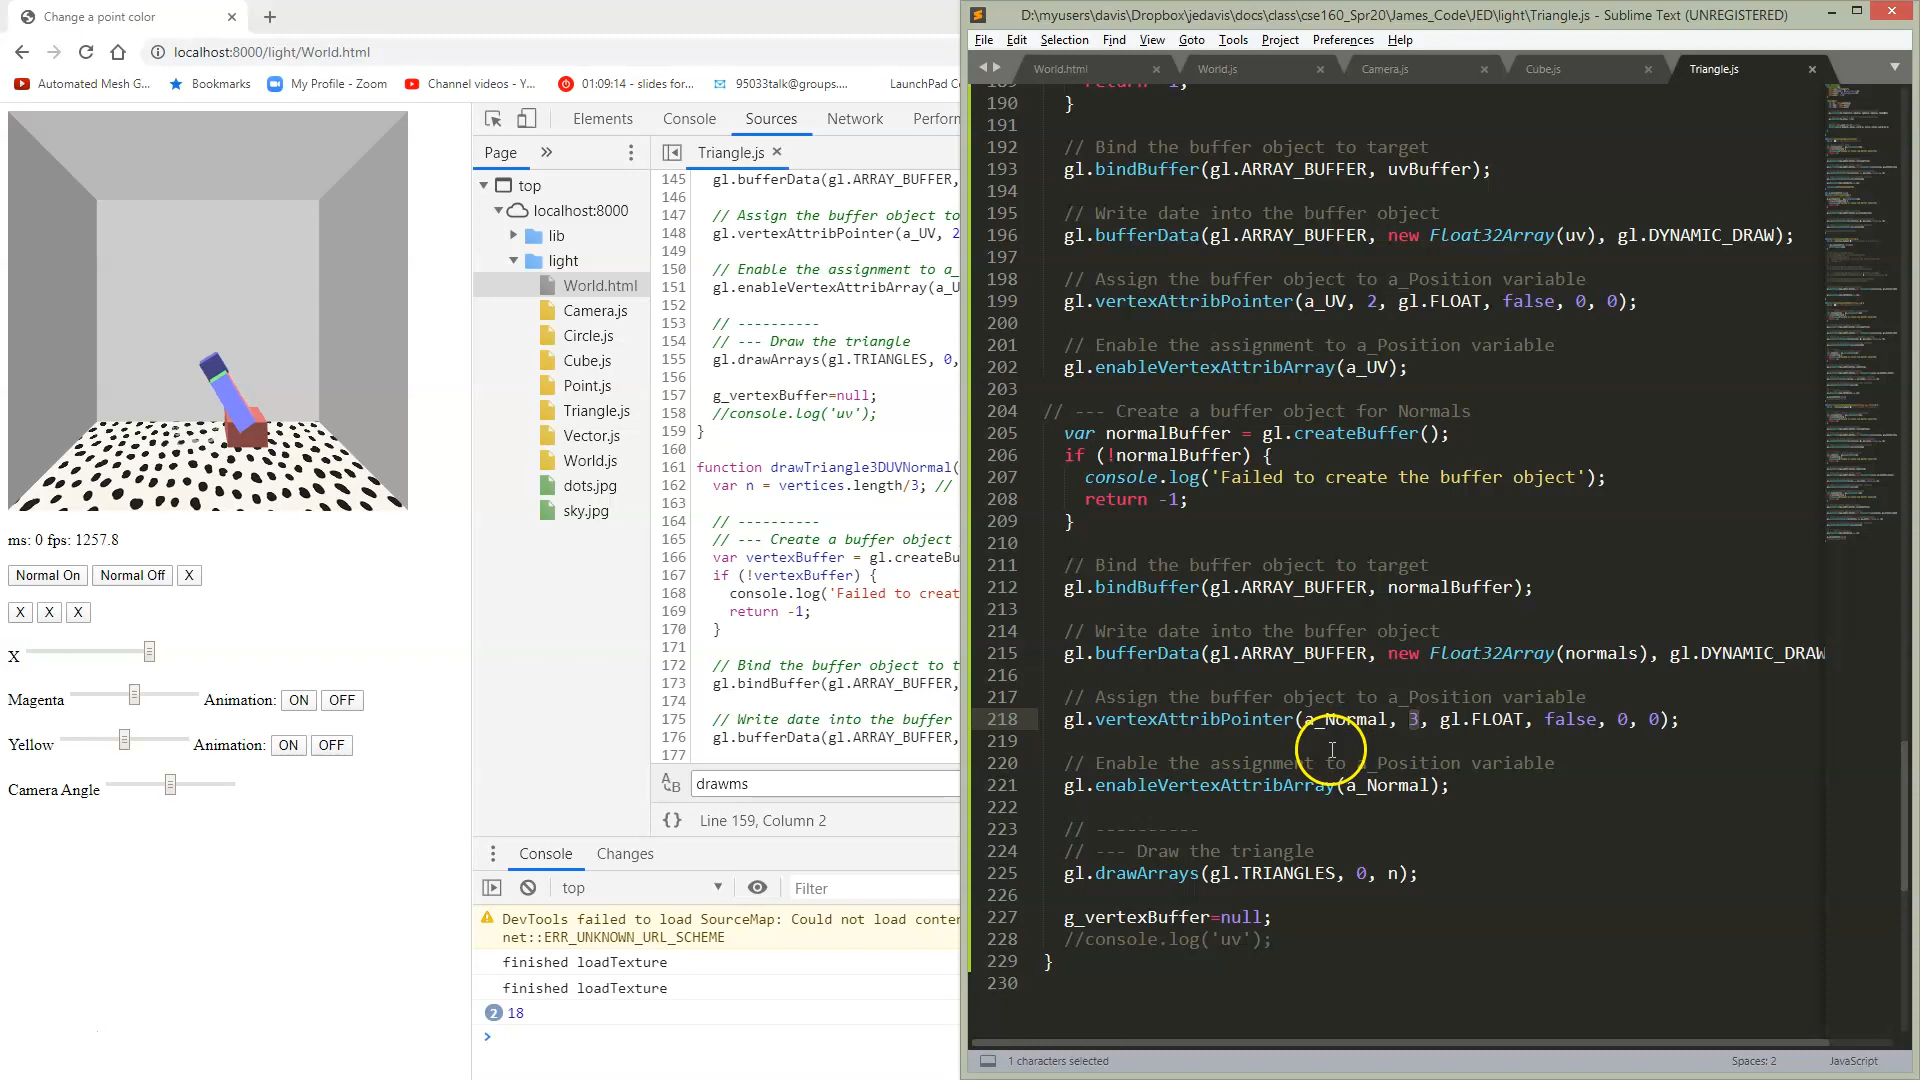 Change a point color
localhost:8000/light/World.html
Automated Mesh G... Bookmarks My Profile - Zoom Channel videos - Y... 01:09:14 - slides for... 95033talk@groups.... LaunchPad Co
ms: 0 fps: 1257.8
Normal On Normal Off X
X X X
X
Magenta Animation: ON OFF
Yellow Animation: ON OFF
Camera Angle
Elements Console Sources Network Perforn
Page » Triangle.js
top
localhost:8000
lib
light
World.html
Camera.js
Circle.js
Cube.js
Point.js
Triangle.js
Vector.js
World.js
dots.jpg
sky.jpg
145 gl.bufferData(gl.ARRAY_BUFFER,
146
147 // Assign the buffer object to
148 gl.vertexAttribPointer(a_UV, 2
149
150 // Enable the assignment to a_
151 gl.enableVertexAttribArray(a_U
152
153 // ----------
154 // --- Draw the triangle
155 gl.drawArrays(gl.TRIANGLES, 0,
156
157 g_vertexBuffer=null;
158 //console.log('uv');
159 }
160
161 function drawTriangle3DUVNormal(
162 var n = vertices.length/3; //
163
164 // ----------
165 // --- Create a buffer object
166 var vertexBuffer = gl.createBu
167 if (!vertexBuffer) {
168 console.log('Failed to creat
169 return -1;
170 }
171
172 // Bind the buffer object to t
173 gl.bindBuffer(gl.ARRAY_BUFFER,
174
175 // Write date into the buffer
176 gl.bufferData(gl.ARRAY_BUFFER,
177
drawms
{} Line 159, Column 2
Console Changes
top Filter
DevTools failed to load SourceMap: Could not load conter
net::ERR_UNKNOWN_URL_SCHEME
finished loadTexture
finished loadTexture
2 18
>
D:\myusers\davis\Dropbox\jedavis\docs\class\cse160_Spr20\James_Code\JED\light\Triangle.js - Sublime Text (UNREGISTERED)
File Edit Selection Find View Goto Tools Project Preferences Help
World.html World.js Camera.js Cube.js Triangle.js
189 return -1;
190 }
191
192 // Bind the buffer object to target
193 gl.bindBuffer(gl.ARRAY_BUFFER, uvBuffer);
194
195 // Write date into the buffer object
196 gl.bufferData(gl.ARRAY_BUFFER, new Float32Array(uv), gl.DYNAMIC_DRAW);
197
198 // Assign the buffer object to a_Position variable
199 gl.vertexAttribPointer(a_UV, 2, gl.FLOAT, false, 0, 0);
200
201 // Enable the assignment to a_Position variable
202 gl.enableVertexAttribArray(a_UV);
203
204 // --- Create a buffer object for Normals
205 var normalBuffer = gl.createBuffer();
206 if (!normalBuffer) {
207 console.log('Failed to create the buffer object');
208 return -1;
209 }
210
211 // Bind the buffer object to target
212 gl.bindBuffer(gl.ARRAY_BUFFER, normalBuffer);
213
214 // Write date into the buffer object
215 gl.bufferData(gl.ARRAY_BUFFER, new Float32Array(normals), gl.DYNAMIC_DRAW
216
217 // Assign the buffer object to a_Position variable
218 gl.vertexAttribPointer(a_Normal, 3, gl.FLOAT, false, 0, 0);
219
220 // Enable the assignment to a_Position variable
221 gl.enableVertexAttribArray(a_Normal);
222
223 // ----------
224 // --- Draw the triangle
225 gl.drawArrays(gl.TRIANGLES, 0, n);
226
227 g_vertexBuffer=null;
228 //console.log('uv');
229 }
230
1 characters selected Spaces: 2 JavaScript